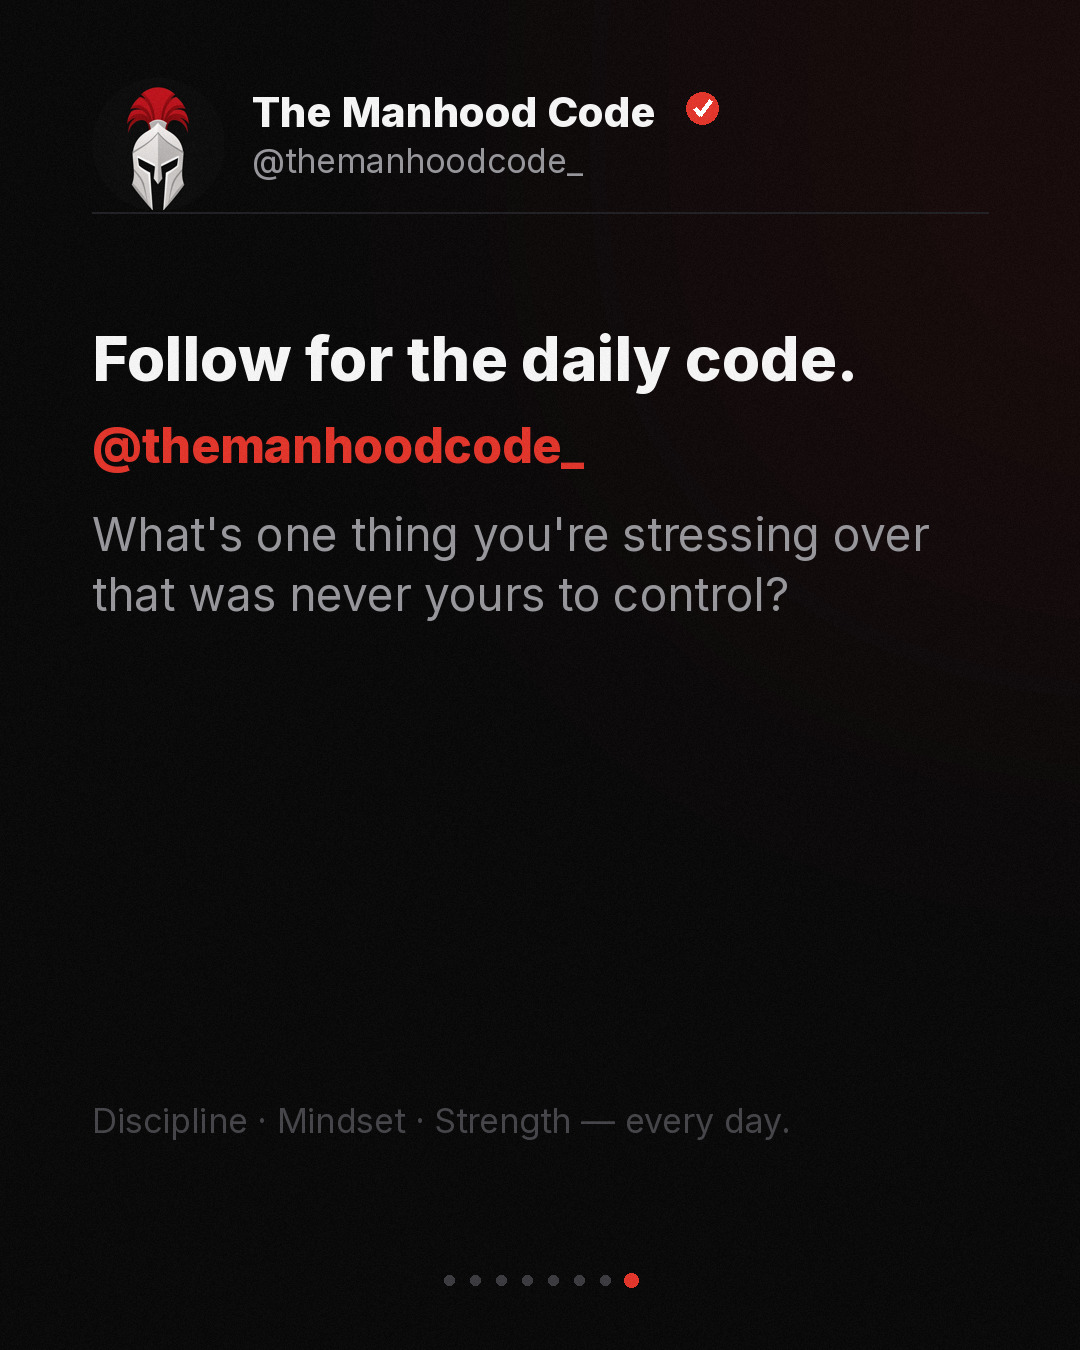 The Manhood Code
@themanhoodcode_
Follow for the daily code.
@themanhoodcode_
What's one thing you're stressing over
that was never yours to control?
Discipline · Mindset · Strength — every day.